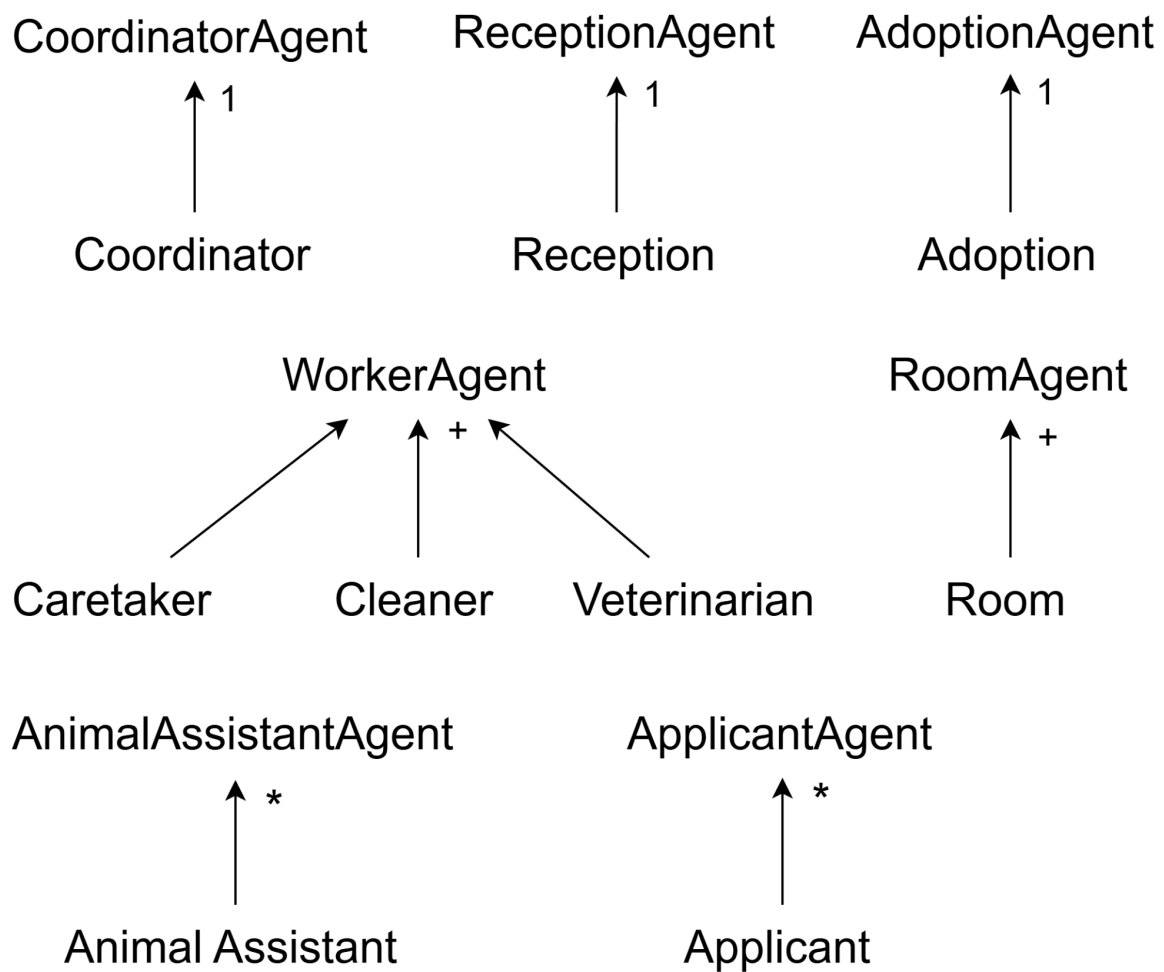 CoordinatorAgent ReceptionAgent AdoptionAgent
1 1 1
Coordinator Reception Adoption
WorkerAgent RoomAgent
+ +
Caretaker Cleaner Veterinarian Room
AnimalAssistantAgent ApplicantAgent
* *
Animal Assistant Applicant